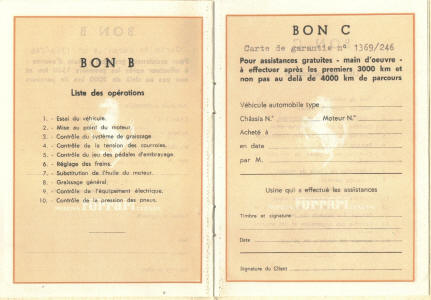 BON B
Liste des opérations
1. - Essai du véhicule.
2. - Mise au point du moteur.
3. - Contrôle du système de graissage
4. - Contrôle de la tension des courroies.
5. - Contrôle du jeu des pédales d'embrayage.
6. - Réglage des freins.
7. - Substitution de l'huile du moteur.
8. - Graissage général.
9. - Contrôle de l'équipement électrique.
10. - Contrôle de la pression des pneus.
Ferrari
BON C
Carte de garantie n° 1369/246
Pour assistances gratuites - main d'oeuvre -
à effectuer après les premiers 3000 km et
non pas au delà de 4000 km de parcours
Véhicule automobile type
Châssis N.° Moteur N.°
Acheté à
en date
par M.
Usine qui a effectué les assistances
Ferrari
Timbre et signature
Date
Signature du Client